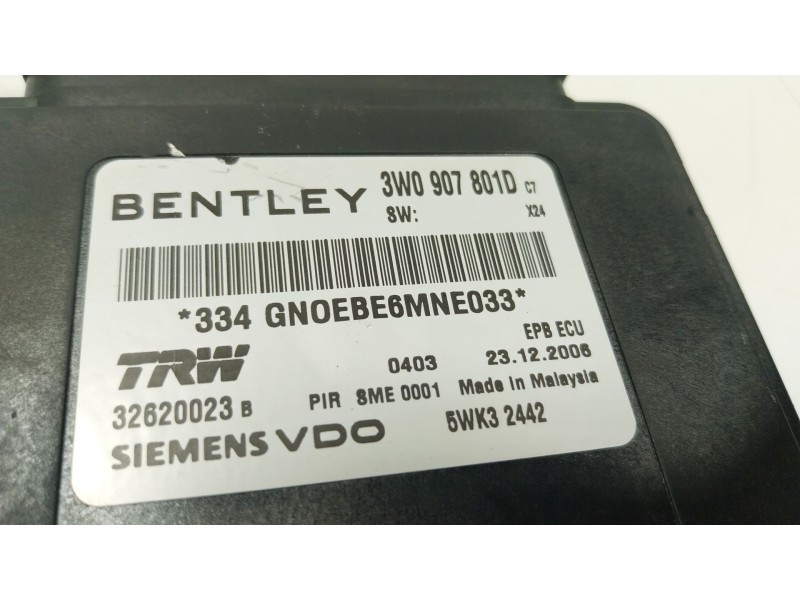 BENTLEY 3W0 907 801D C7
SW: X24
*334 GNOEBE6MNE033*
EPB ECU
TRW 0403 23.12.2006
32620023 B PIR SME 0001 Made in Malaysia
SIEMENS VDO 5WK3 2442